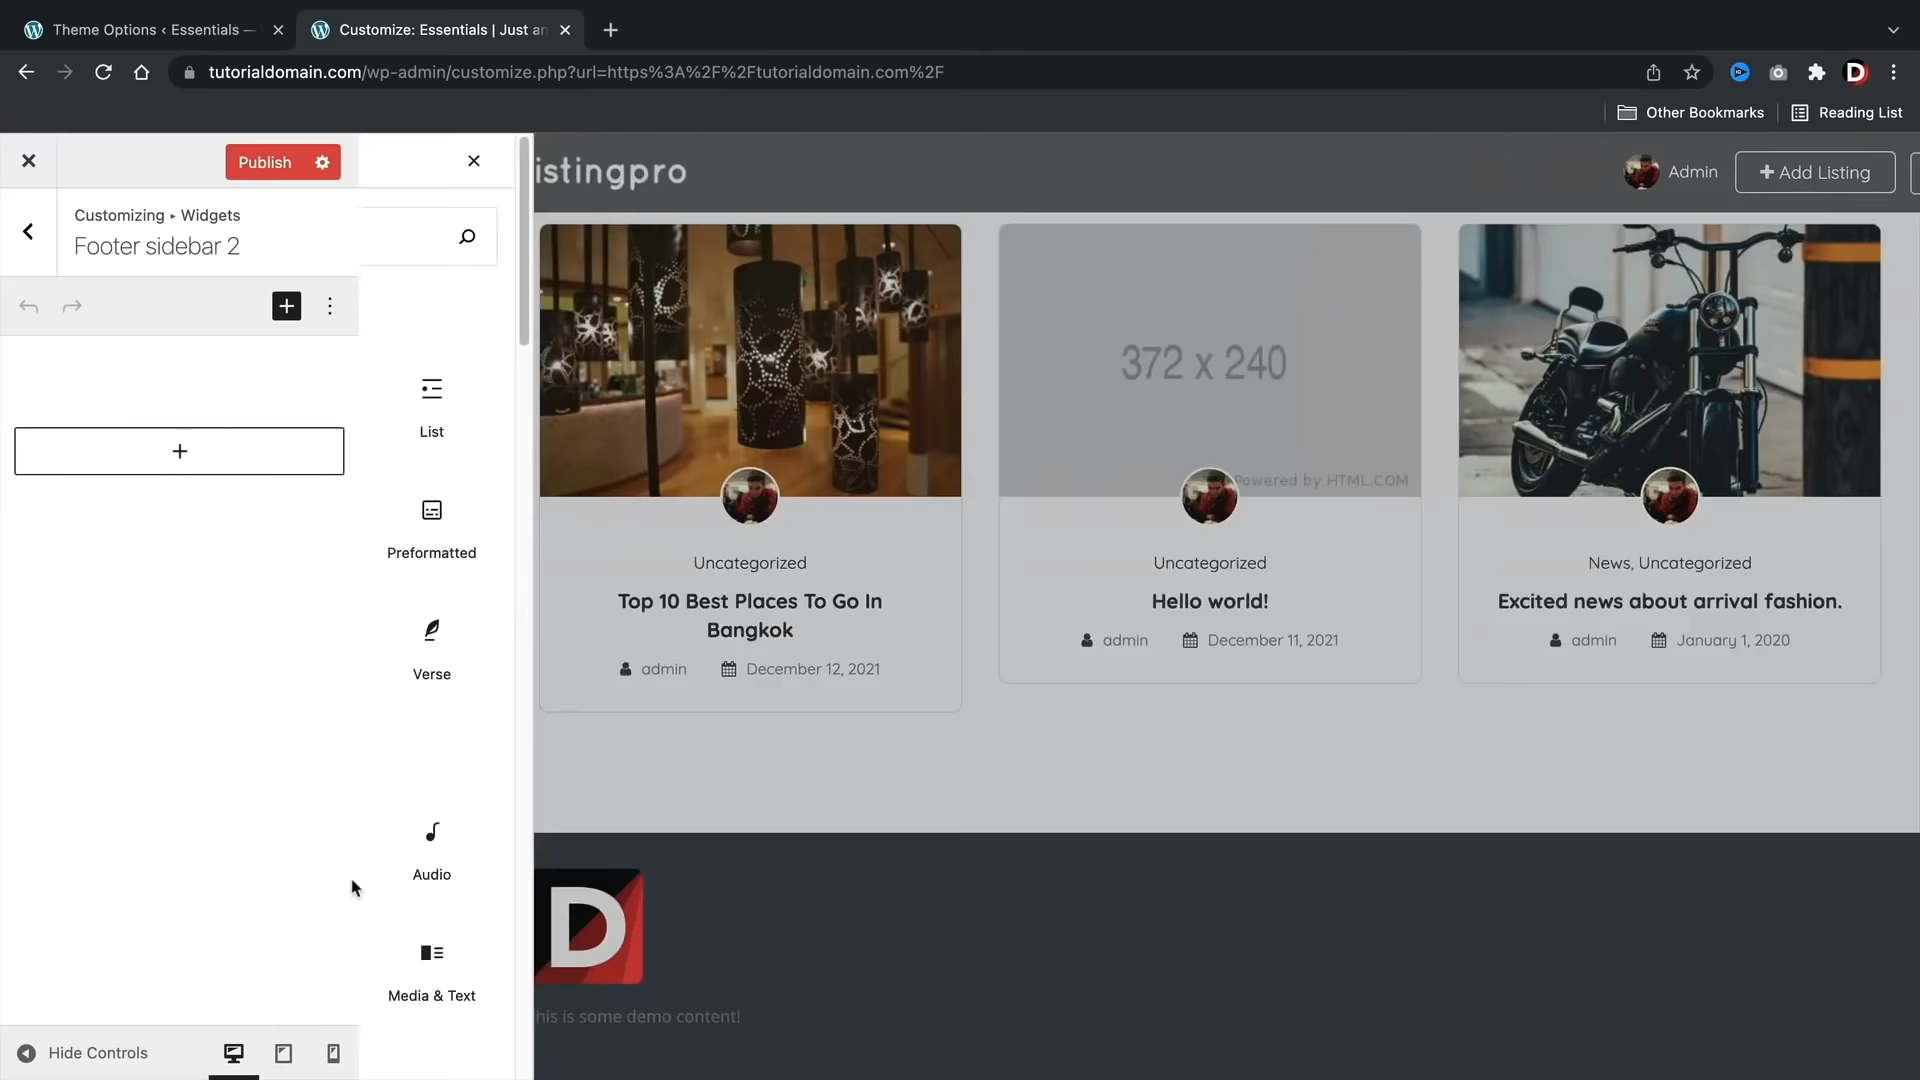 Theme Options ‹ Essentials —
Customize: Essentials | Just an
tutorialdomain.com/wp-admin/customize.php?url=https%3A%2F%2Ftutorialdomain.com%2F
Other Bookmarks
Reading List
Publish
Customizing ▸ Widgets
Footer sidebar 2
List
Preformatted
Verse
Audio
Media & Text
Hide Controls
istingpro
Admin
Add Listing
372 x 240
Powered by HTML.COM
Uncategorized
Top 10 Best Places To Go In
Bangkok
admin
December 12, 2021
Uncategorized
Hello world!
admin
December 11, 2021
News, Uncategorized
Excited news about arrival fashion.
admin
January 1, 2020
D
his is some demo content!